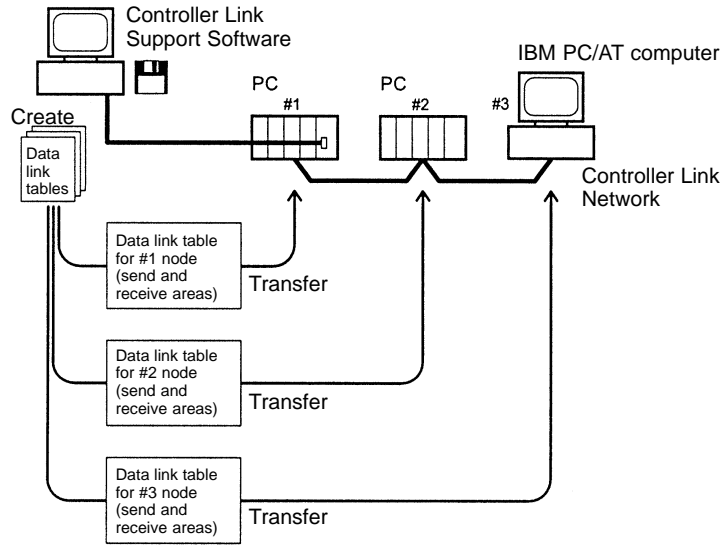 Controller Link
Support Software
IBM PC/AT computer
PC
#1
PC
#2
#3
Create
Data
link
tables
Controller Link
Network
Data link table
for #1 node
(send and
receive areas)
Transfer
Data link table
for #2 node
(send and
receive areas)
Transfer
Data link table
for #3 node
(send and
receive areas)
Transfer